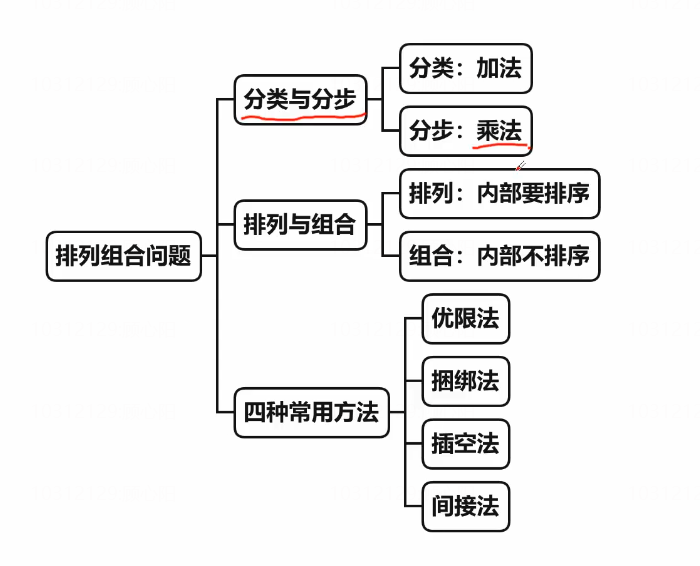 排列组合问题
分类与分步
分类：加法
分步：乘法
排列与组合
排列：内部要排序
组合：内部不排序
四种常用方法
优限法
捆绑法
插空法
间接法